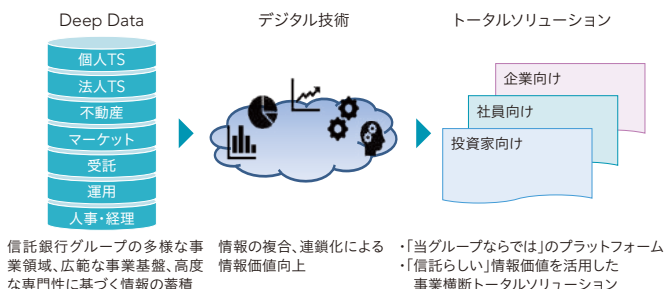 Deep Data
個人TS
法人TS
不動産
マーケット
受託
運用
人事・経理
信託銀行グループの多様な事
業領域、広範な事業基盤、高度
な専門性に基づく情報の蓄積
デジタル技術
情報の複合、連鎖化による
情報価値向上
トータルソリューション
企業向け
社員向け
投資家向け
・「当グループならでは」のプラットフォーム
・「信託らしい」情報価値を活用した
事業横断トータルソリューション